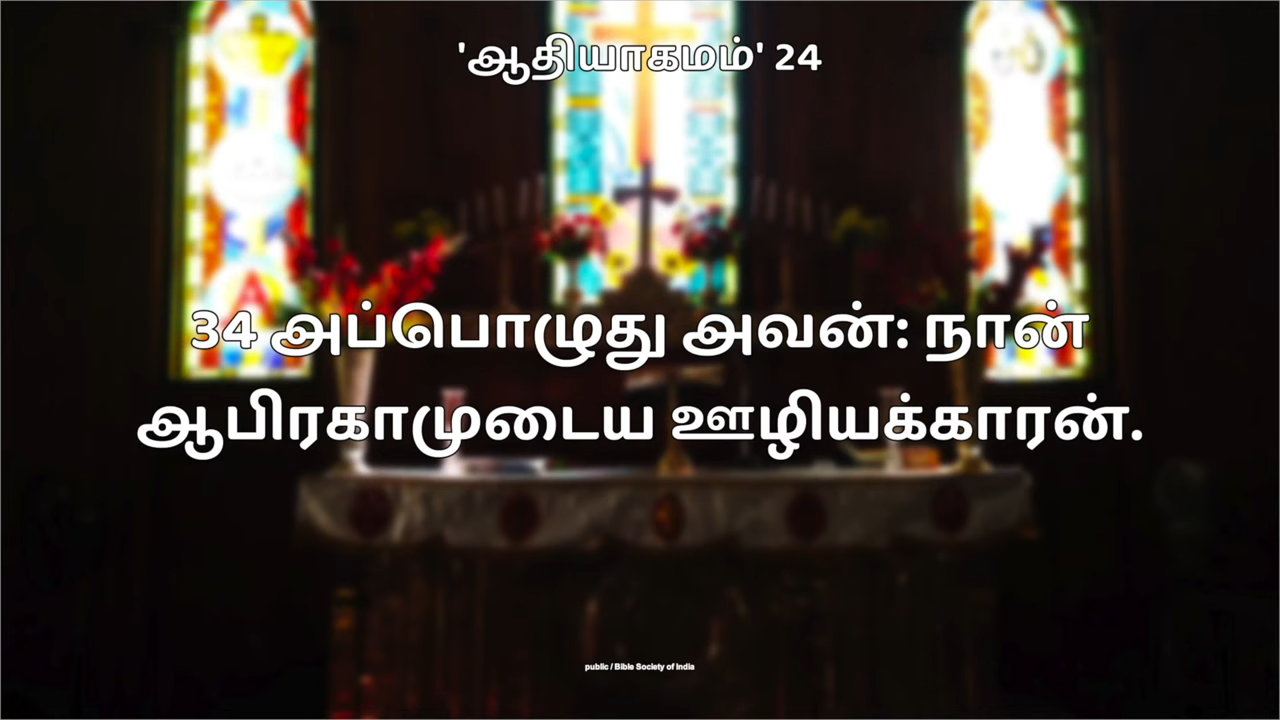 'ஆதியாகமம்' 24
34 அப்பொழுது அவன்: நான்
ஆபிரகாமுடைய ஊழியக்காரன்.
public / Bible Society of India